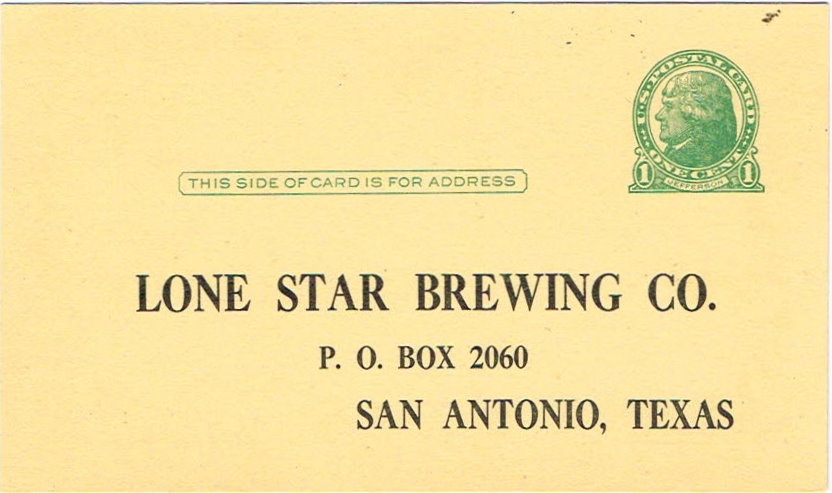 U.S. POSTAL CARD
ONE CENT
1 JEFFERSON 1
THIS SIDE OF CARD IS FOR ADDRESS
LONE STAR BREWING CO.
P. O. BOX 2060
SAN ANTONIO, TEXAS